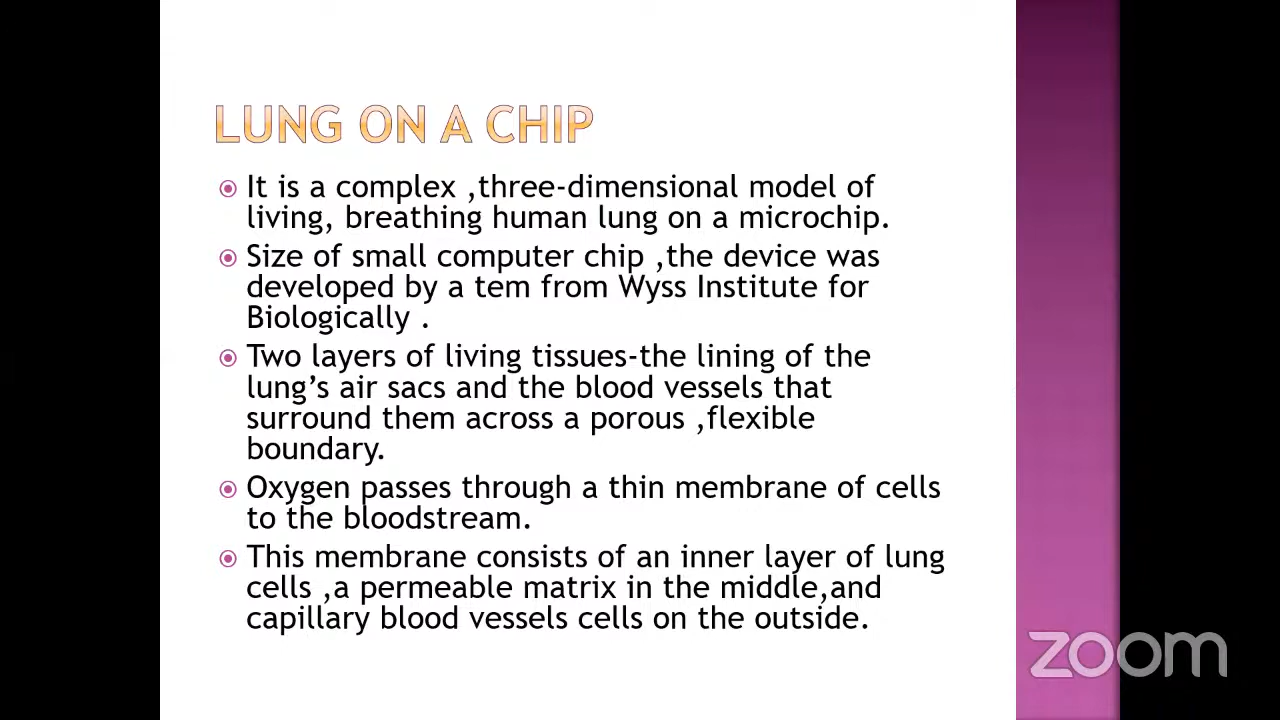 LUNG ON A CHIP
It is a complex ,three-dimensional model of
living, breathing human lung on a microchip.
Size of small computer chip ,the device was
developed by a tem from Wyss Institute for
Biologically .
Two layers of living tissues-the lining of the
lung’s air sacs and the blood vessels that
surround them across a porous ,flexible
boundary.
Oxygen passes through a thin membrane of cells
to the bloodstream.
This membrane consists of an inner layer of lung
cells ,a permeable matrix in the middle,and
capillary blood vessels cells on the outside.
zoom